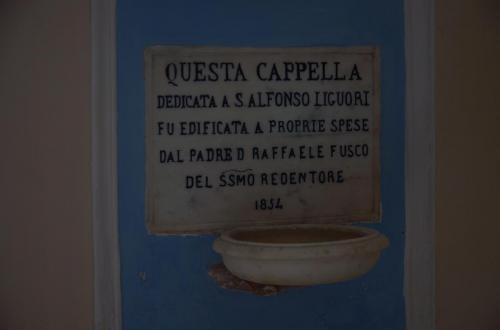 QUESTA CAPPELLA
DEDICATA A S. ALFONSO LIGUORI
FU EDIFICATA A PROPRIE SPESE
DAL PADRE D RAFFAELE FUSCO
DEL SSMO REDENTORE
1854